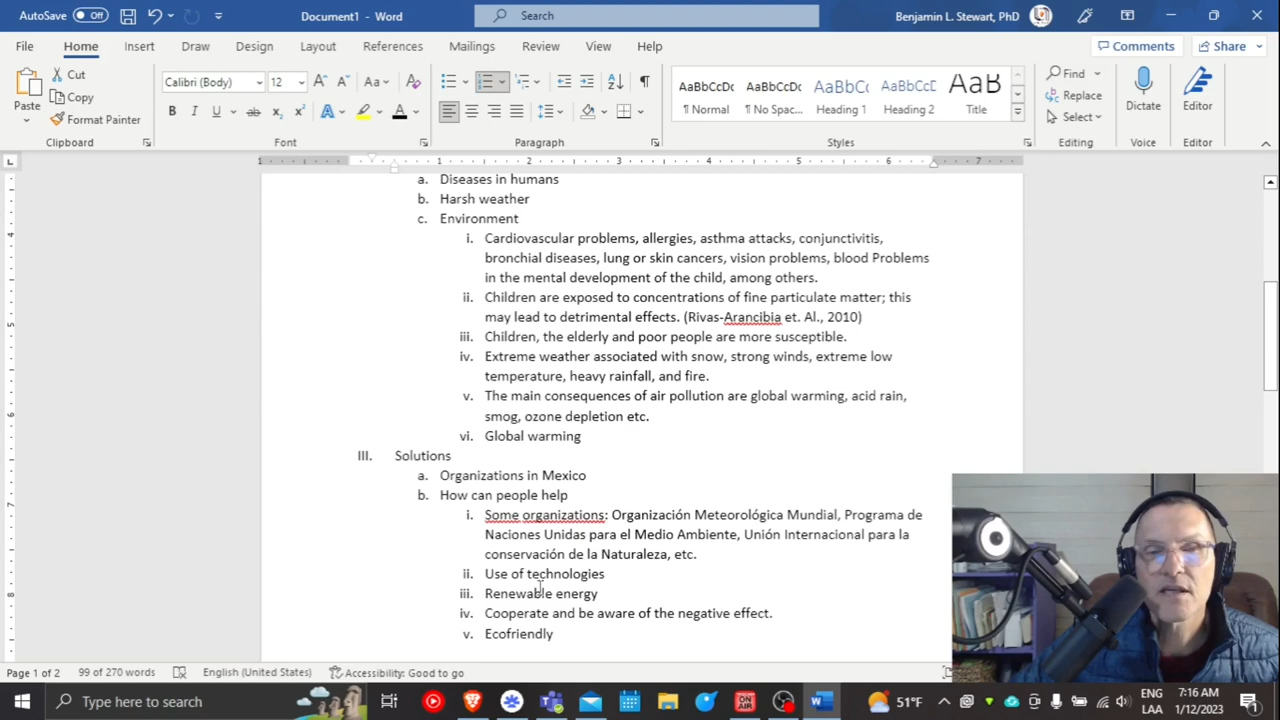 AutoSave Off Document1 - Word Search Benjamin L. Stewart, PhD
File Home Insert Draw Design Layout References Mailings Review View Help Comments Share
Paste Cut Copy Format Painter
Calibri (Body) 12
AaBbCcDc AaBbCcDc AaBbCc AaBbCcD AaB
¶ Normal ¶ No Spac... Heading 1 Heading 2 Title
Find Replace Select Dictate Editor
Clipboard Font Paragraph Styles Editing Voice Editor
1 1 2 3 4 5 6 7
a. Diseases in humans
b. Harsh weather
c. Environment
i. Cardiovascular problems, allergies, asthma attacks, conjunctivitis,
bronchial diseases, lung or skin cancers, vision problems, blood Problems
in the mental development of the child, among others.
ii. Children are exposed to concentrations of fine particulate matter; this
may lead to detrimental effects. (Rivas-Arancibia et. Al., 2010)
iii. Children, the elderly and poor people are more susceptible.
iv. Extreme weather associated with snow, strong winds, extreme low
temperature, heavy rainfall, and fire.
v. The main consequences of air pollution are global warming, acid rain,
smog, ozone depletion etc.
vi. Global warming
III. Solutions
a. Organizations in Mexico
b. How can people help
i. Some organizations: Organización Meteorológica Mundial, Programa de
Naciones Unidas para el Medio Ambiente, Unión Internacional para la
conservación de la Naturaleza, etc.
ii. Use of technologies
iii. Renewable energy
iv. Cooperate and be aware of the negative effect.
v. Ecofriendly
Page 1 of 2 99 of 270 words English (United States) Accessibility: Good to go
Type here to search ON AIR 51°F ENG LAA 7:16 AM 1/12/2023